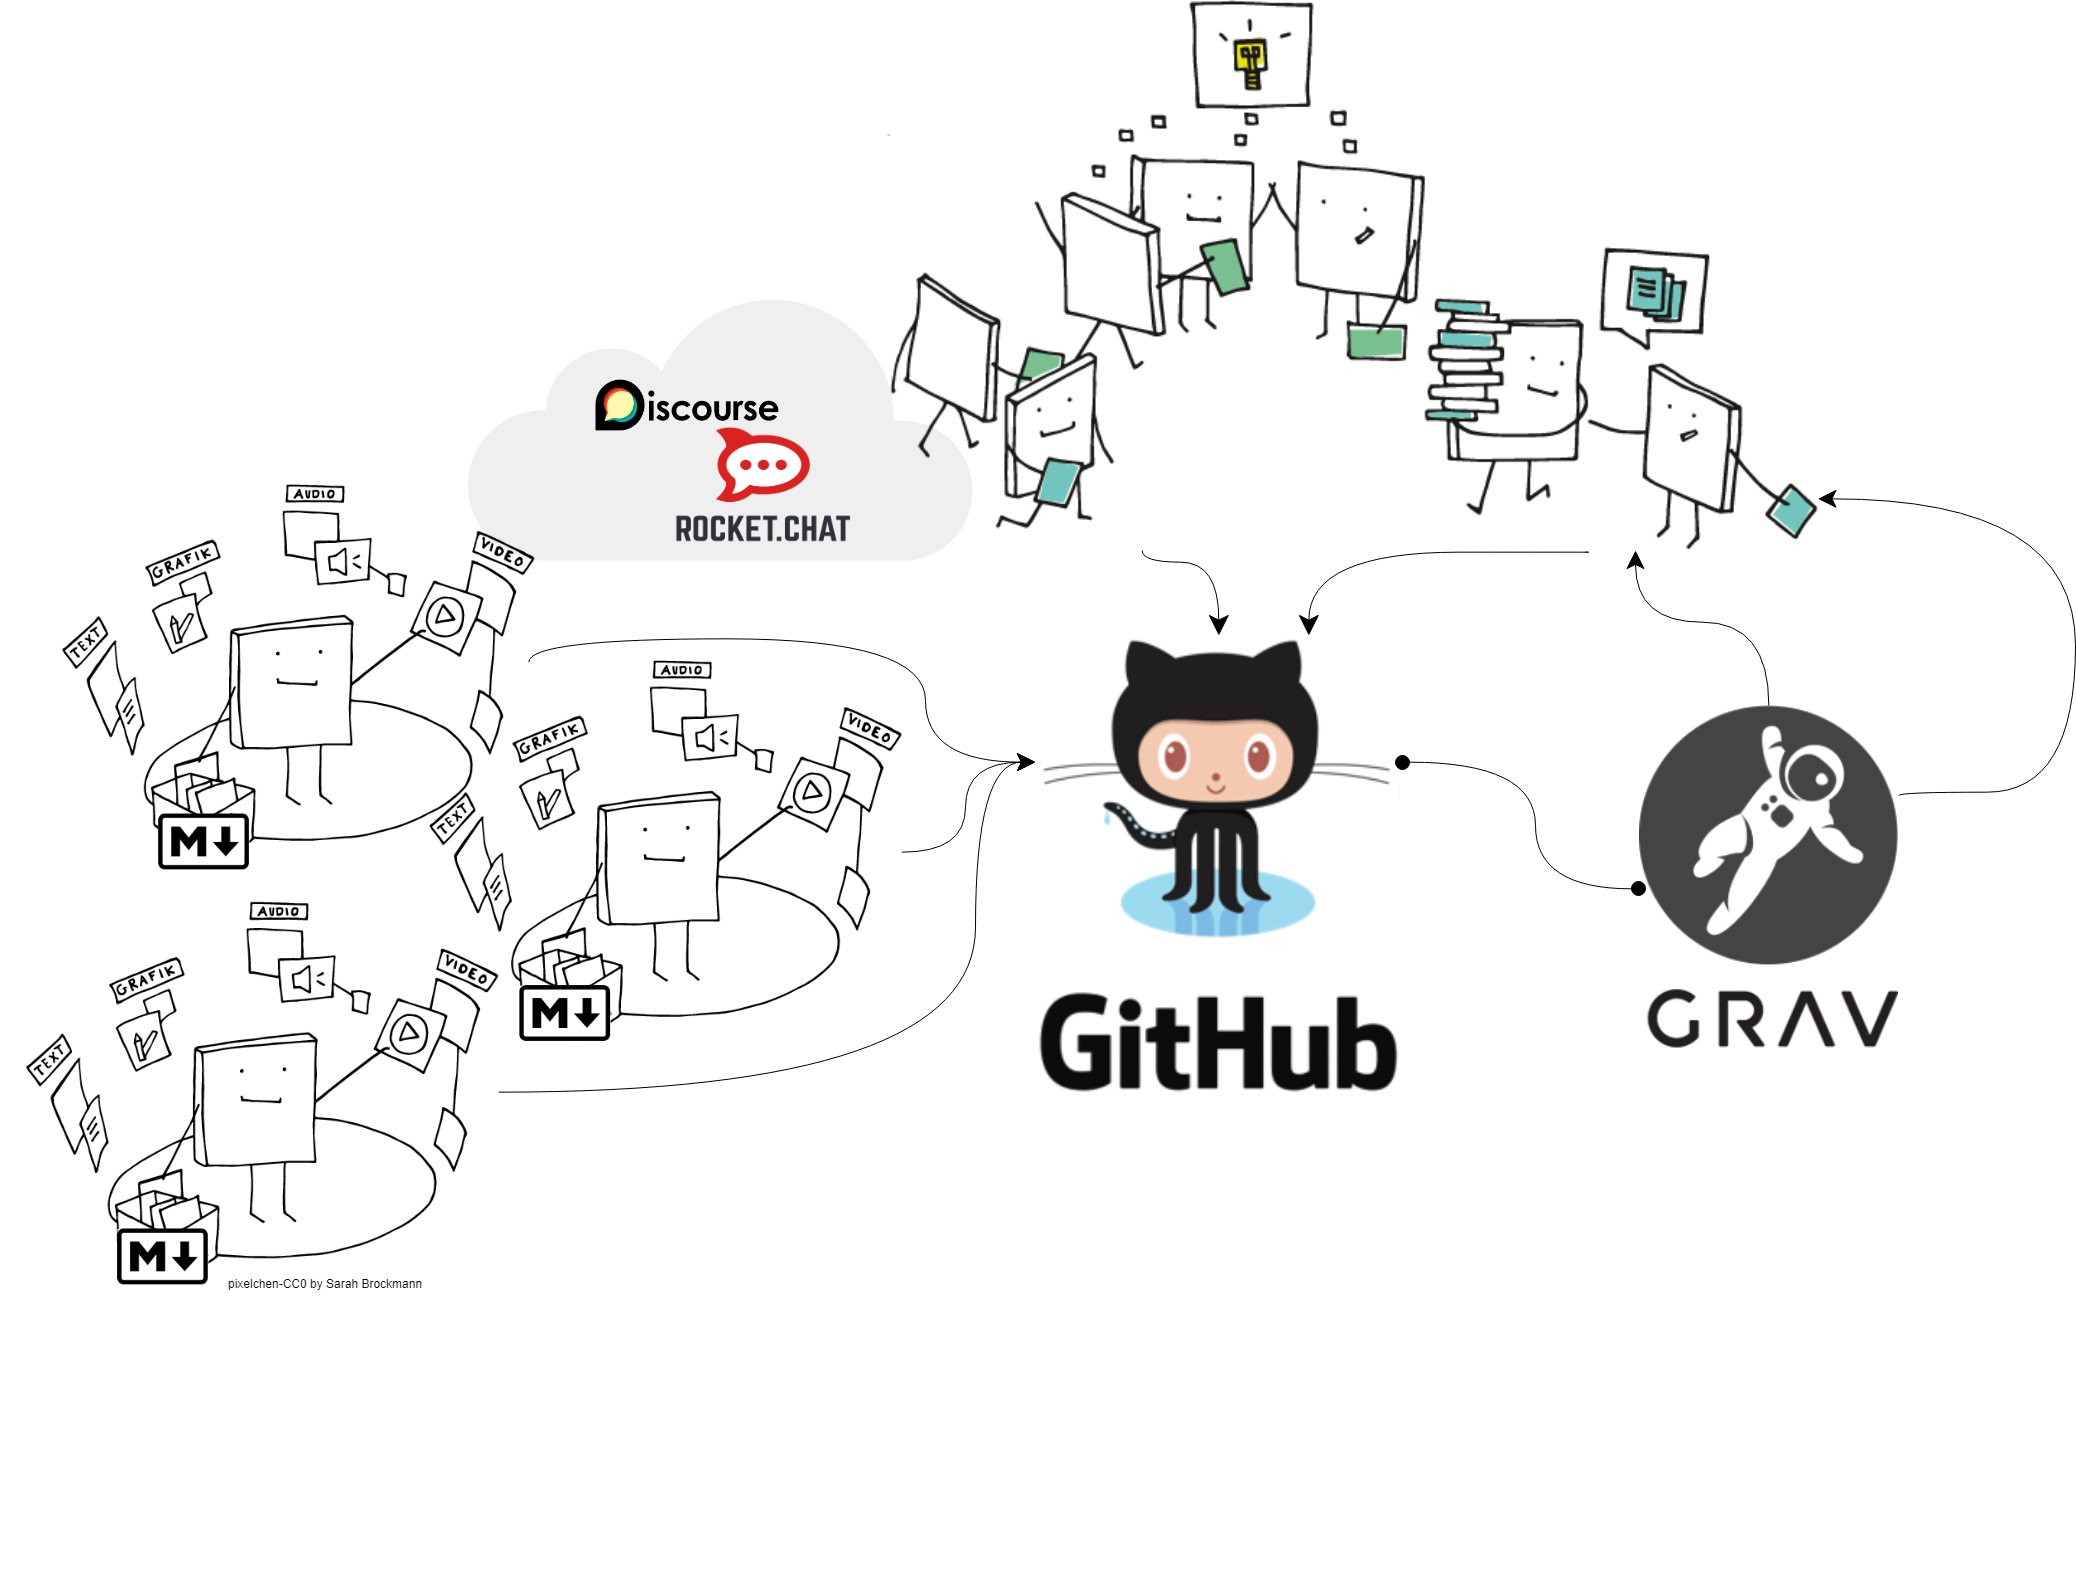 Discourse
ROCKET.CHAT
AUDIO
GRAFIK
VIDEO
TEXT
M
AUDIO
GRAFIK
VIDEO
TEXT
M
AUDIO
GRAFIK
VIDEO
TEXT
M
GitHub
GRAV
pixelchen-CC0 by Sarah Brockmann